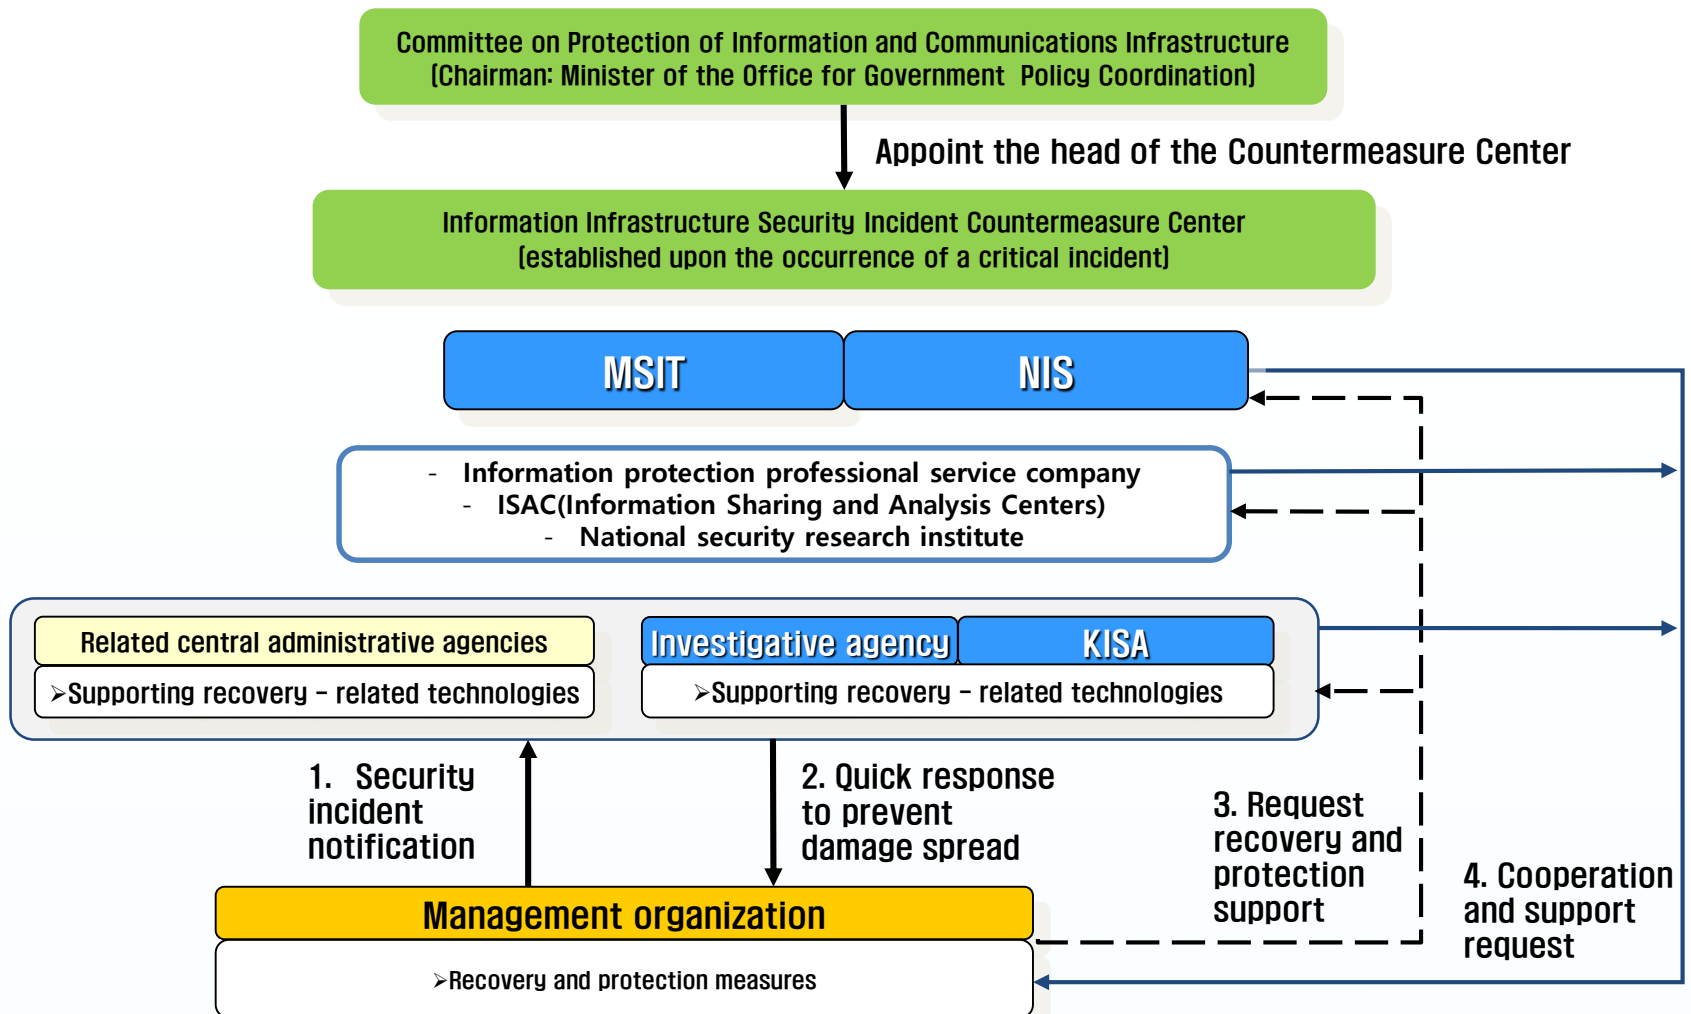 Committee on Protection of Information and Communications Infrastructure
(Chairman: Minister of the Office for Government Policy Coordination)
Appoint the head of the Countermeasure Center
Information Infrastructure Security Incident Countermeasure Center
(established upon the occurrence of a critical incident)
MSIT
NIS
- Information protection professional service company
- ISAC(Information Sharing and Analysis Centers)
- National security research institute
Related central administrative agencies
➢Supporting recovery - related technologies
Investigative agency
KISA
➢Supporting recovery - related technologies
1. Security
incident
notification
2. Quick response
to prevent
damage spread
3. Request
recovery and
protection
support
4. Cooperation
and support
request
Management organization
➢Recovery and protection measures